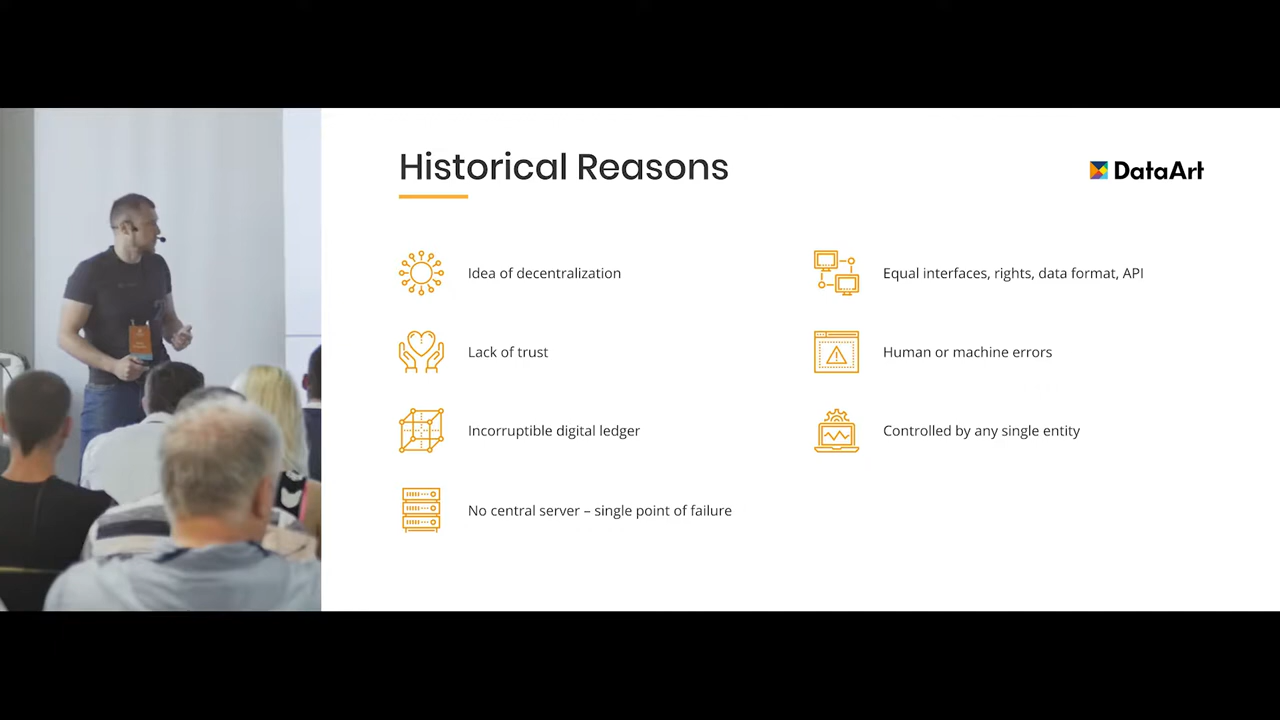 Historical Reasons
DataArt
Idea of decentralization
Lack of trust
Incorruptible digital ledger
No central server – single point of failure
Equal interfaces, rights, data format, API
Human or machine errors
Controlled by any single entity